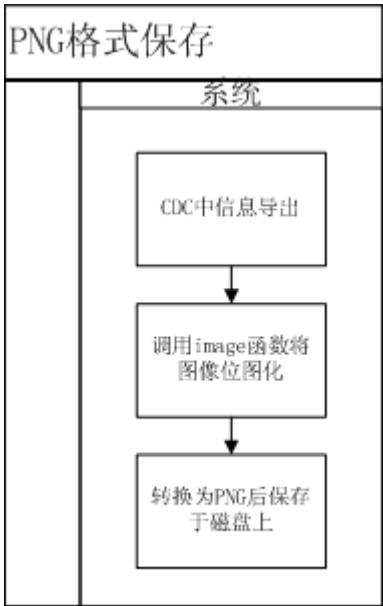 PNG格式保存
系统
CDC中信息导出
调用image函数将
图像位图化
转换为PNG后保存
于磁盘上